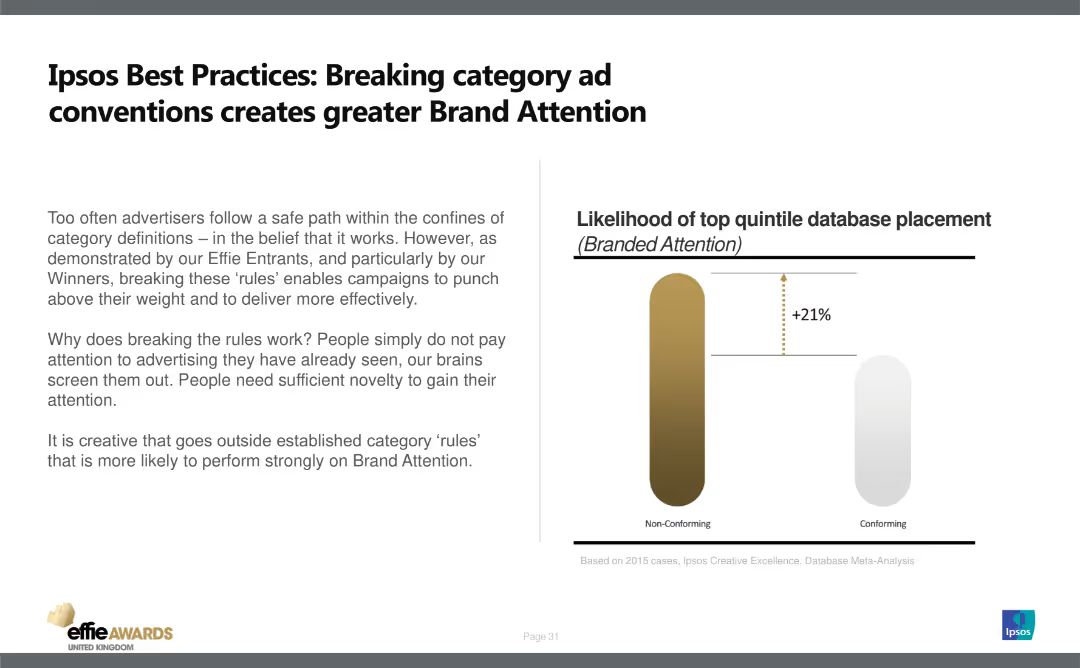 Ipsos Best Practices: Breaking category ad
conventions creates greater Brand Attention
Too often advertisers follow a safe path within the confines of
category definitions – in the belief that it works. However, as
demonstrated by our Effie Entrants, and particularly by our
Winners, breaking these ‘rules’ enables campaigns to punch
above their weight and to deliver more effectively.
Why does breaking the rules work? People simply do not pay
attention to advertising they have already seen, our brains
screen them out. People need sufficient novelty to gain their
attention.
It is creative that goes outside established category ‘rules’
that is more likely to perform strongly on Brand Attention.
Likelihood of top quintile database placement
(Branded Attention)
+21%
Non-Conforming
Conforming
Based on 2015 cases, Ipsos Creative Excellence. Database Meta-Analysis
effie AWARDS
UNITED KINGDOM
Page 31
Ipsos